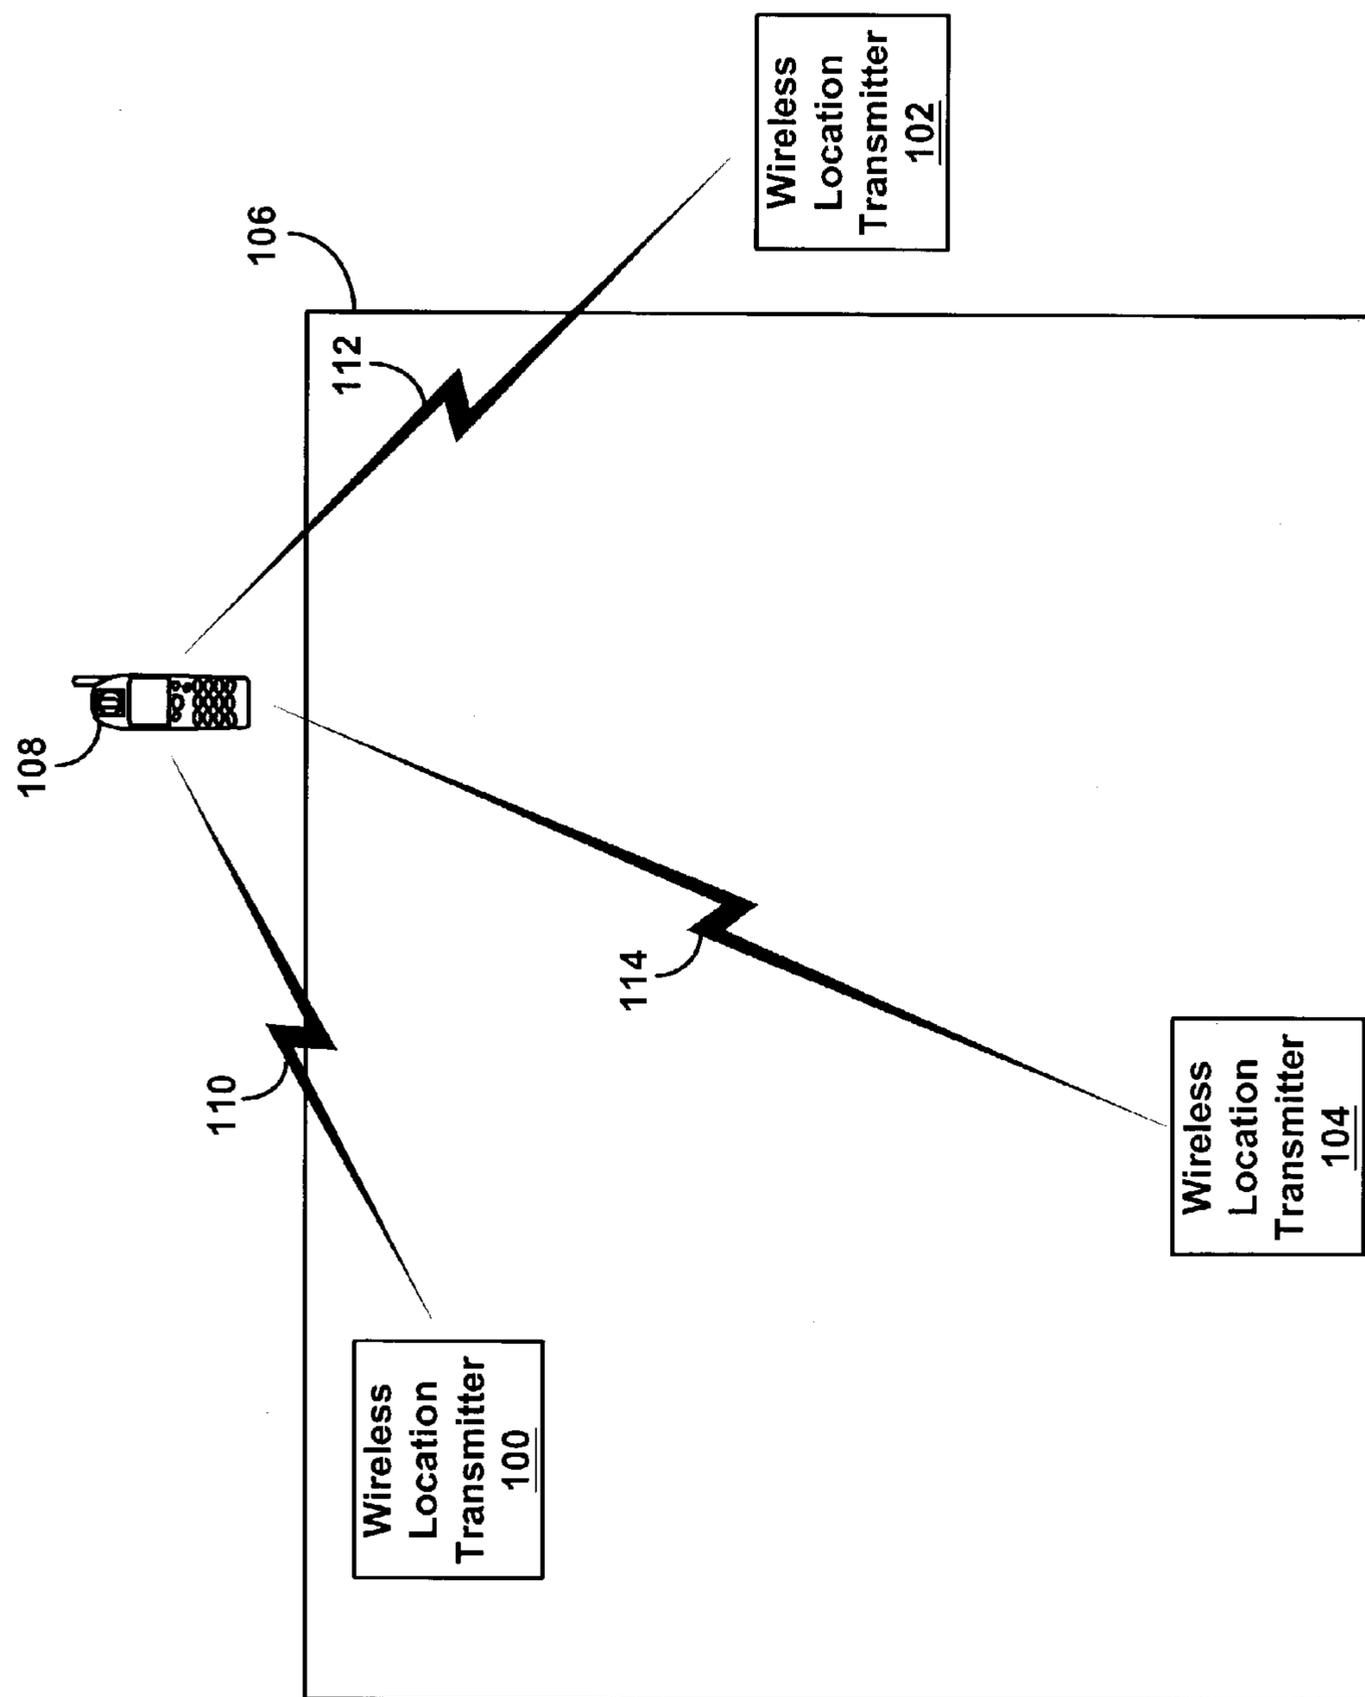 108
106
112
110
114
Wireless
Location
Transmitter
100
Wireless
Location
Transmitter
104
Wireless
Location
Transmitter
102